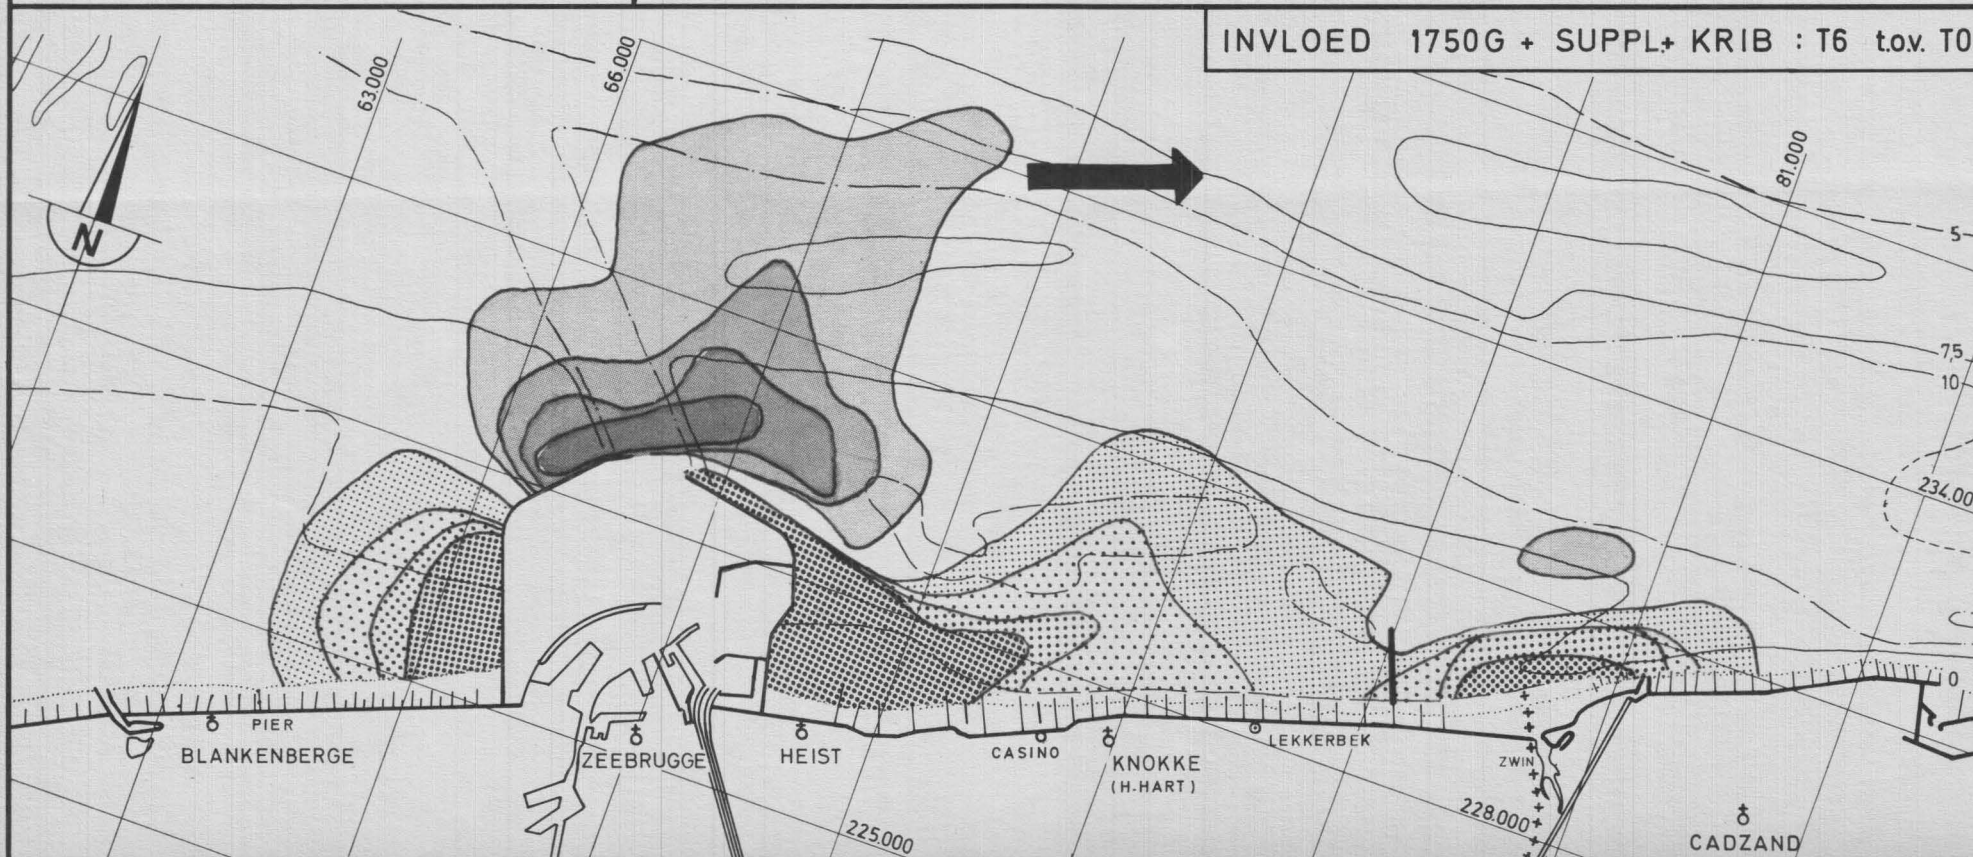 INVLOED 1750G + SUPPL+ KRIB : T6 t.o.v. T0
63.000
66.000
81.000
N
5
7,5
10
234.00
0
PIER
BLANKENBERGE
ZEEBRUGGE
HEIST
CASINO
KNOKKE
(H.HART)
LEKKERBEK
ZWIN
225.000
228.000
CADZAND